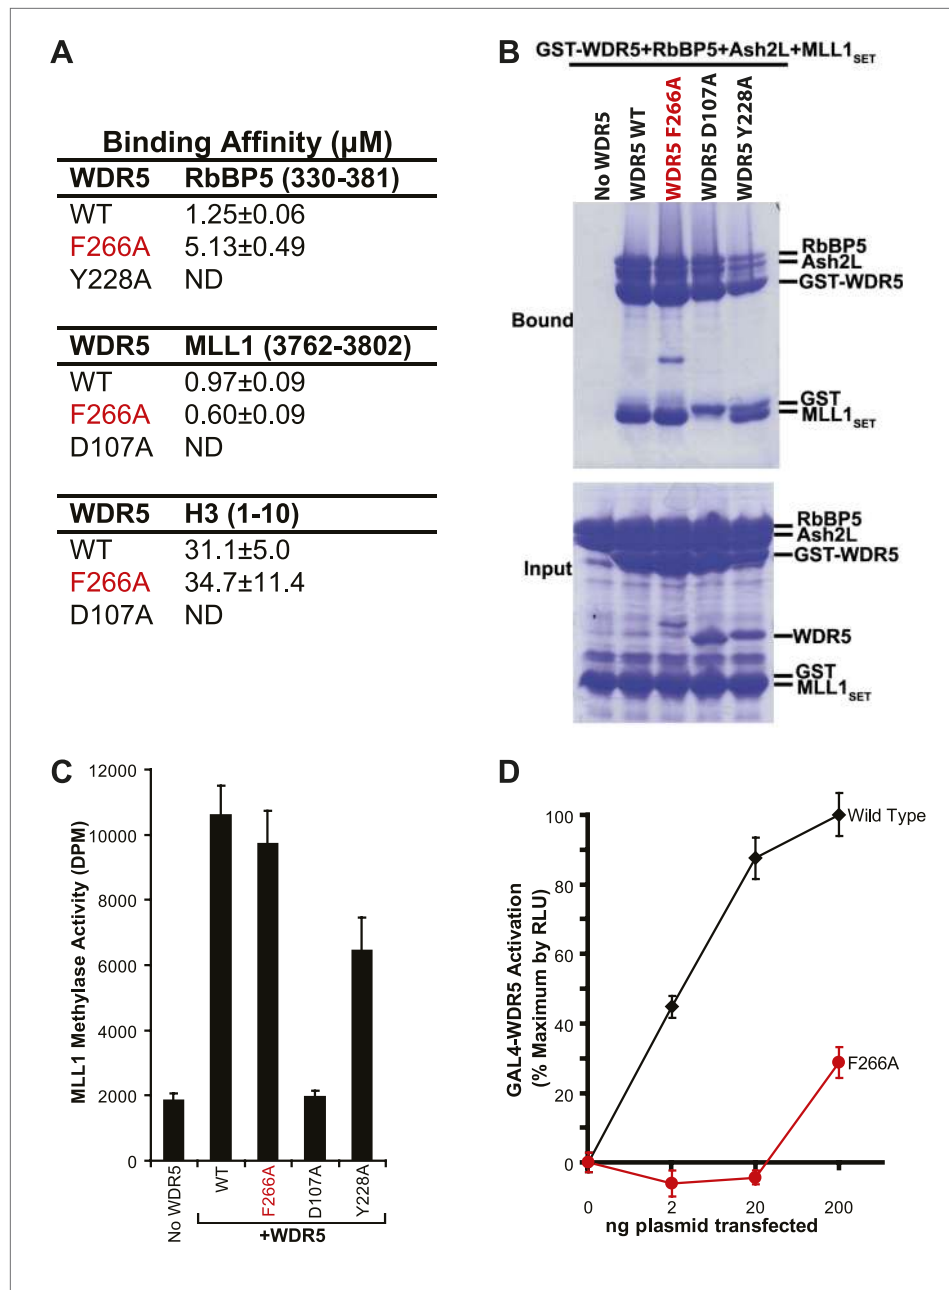 A
Binding Affinity (µM)
WDR5 RbBP5 (330-381)
WT 1.25±0.06
F266A 5.13±0.49
Y228A ND
WDR5 MLL1 (3762-3802)
WT 0.97±0.09
F266A 0.60±0.09
D107A ND
WDR5 H3 (1-10)
WT 31.1±5.0
F266A 34.7±11.4
D107A ND
B
GST-WDR5+RbBP5+Ash2L+MLL1SET
No WDR5
WDR5 WT
WDR5 F266A
WDR5 D107A
WDR5 Y228A
Bound
RbBP5
Ash2L
GST-WDR5
GST
MLL1SET
Input
RbBP5
Ash2L
GST-WDR5
WDR5
GST
MLL1SET
C
MLL1 Methylase Activity (DPM)
12000
10000
8000
6000
4000
2000
0
No WDR5
WT
F266A
D107A
Y228A
+WDR5
D
GAL4-WDR5 Activation
(% Maximum by RLU)
100
80
60
40
20
0
Wild Type
F266A
0 2 20 200
ng plasmid transfected